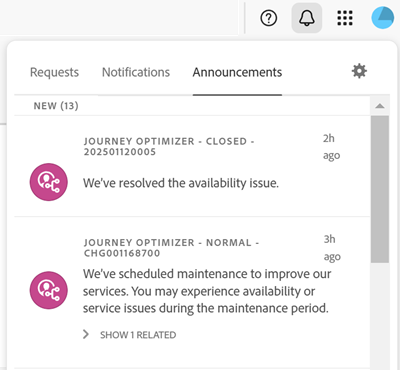 Requests Notifications Announcements
NEW (13)
JOURNEY OPTIMIZER - CLOSED - 2h
202501120005 ago
We've resolved the availability issue.
JOURNEY OPTIMIZER - NORMAL - 3h
CHG001168700 ago
We've scheduled maintenance to improve our
services. You may experience availability or
service issues during the maintenance period.
SHOW 1 RELATED